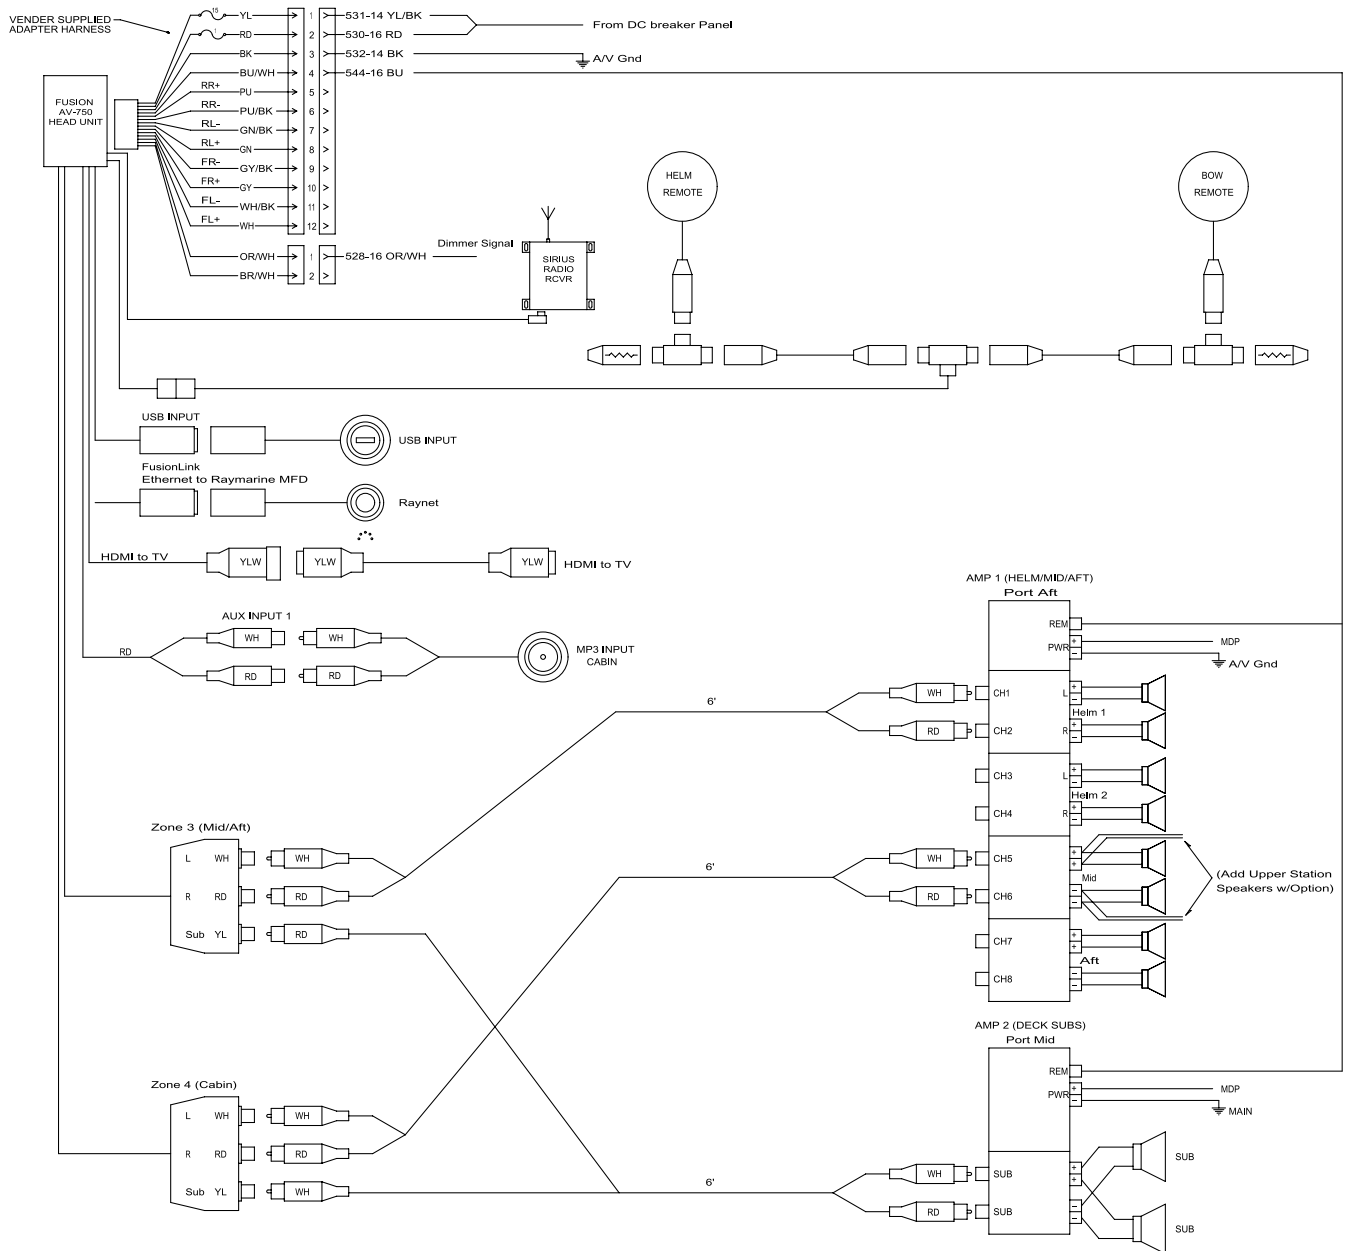 VENDER SUPPLIED
ADAPTER HARNESS
FUSION
AV-750
HEAD UNIT
15 YL 1 531-14 YL/BK
1 RD 2 530-16 RD
From DC breaker Panel
BK 3 532-14 BK
A/V Gnd
BU/WH 4 544-16 BU
RR+ PU 5
RR- PU/BK 6
RL- GN/BK 7
RL+ GN 8
FR- GY/BK 9
FR+ GY 10
FL- WH/BK 11
FL+ WH 12
OR/WH 1 528-16 OR/WH
Dimmer Signal
BR/WH 2
SIRIUS
RADIO
RCVR
HELM
REMOTE
BOW
REMOTE
USB INPUT
USB INPUT
FusionLink
Ethernet to Raymarine MFD
Raynet
HDMI to TV YLW YLW YLW HDMI to TV
AUX INPUT 1
WH WH
RD
RD RD
MP3 INPUT
CABIN
AMP 1 (HELM/MID/AFT)
Port Aft
REM
PWR + MDP
− A/V Gnd
6'
WH CH1 L + −
Helm 1
RD CH2 R + −
CH3 L + −
Helm 2
CH4 R + −
6'
WH CH5 + +
Mid
RD CH6 − −
(Add Upper Station
Speakers w/Option)
CH7 + +
Aft
CH8 − −
Zone 3 (Mid/Aft)
L WH WH
R RD RD
Sub YL RD
Zone 4 (Cabin)
L WH WH
R RD RD
Sub YL WH
AMP 2 (DECK SUBS)
Port Mid
REM
PWR + MDP
− MAIN
6'
WH SUB + +
SUB
RD SUB − −
SUB